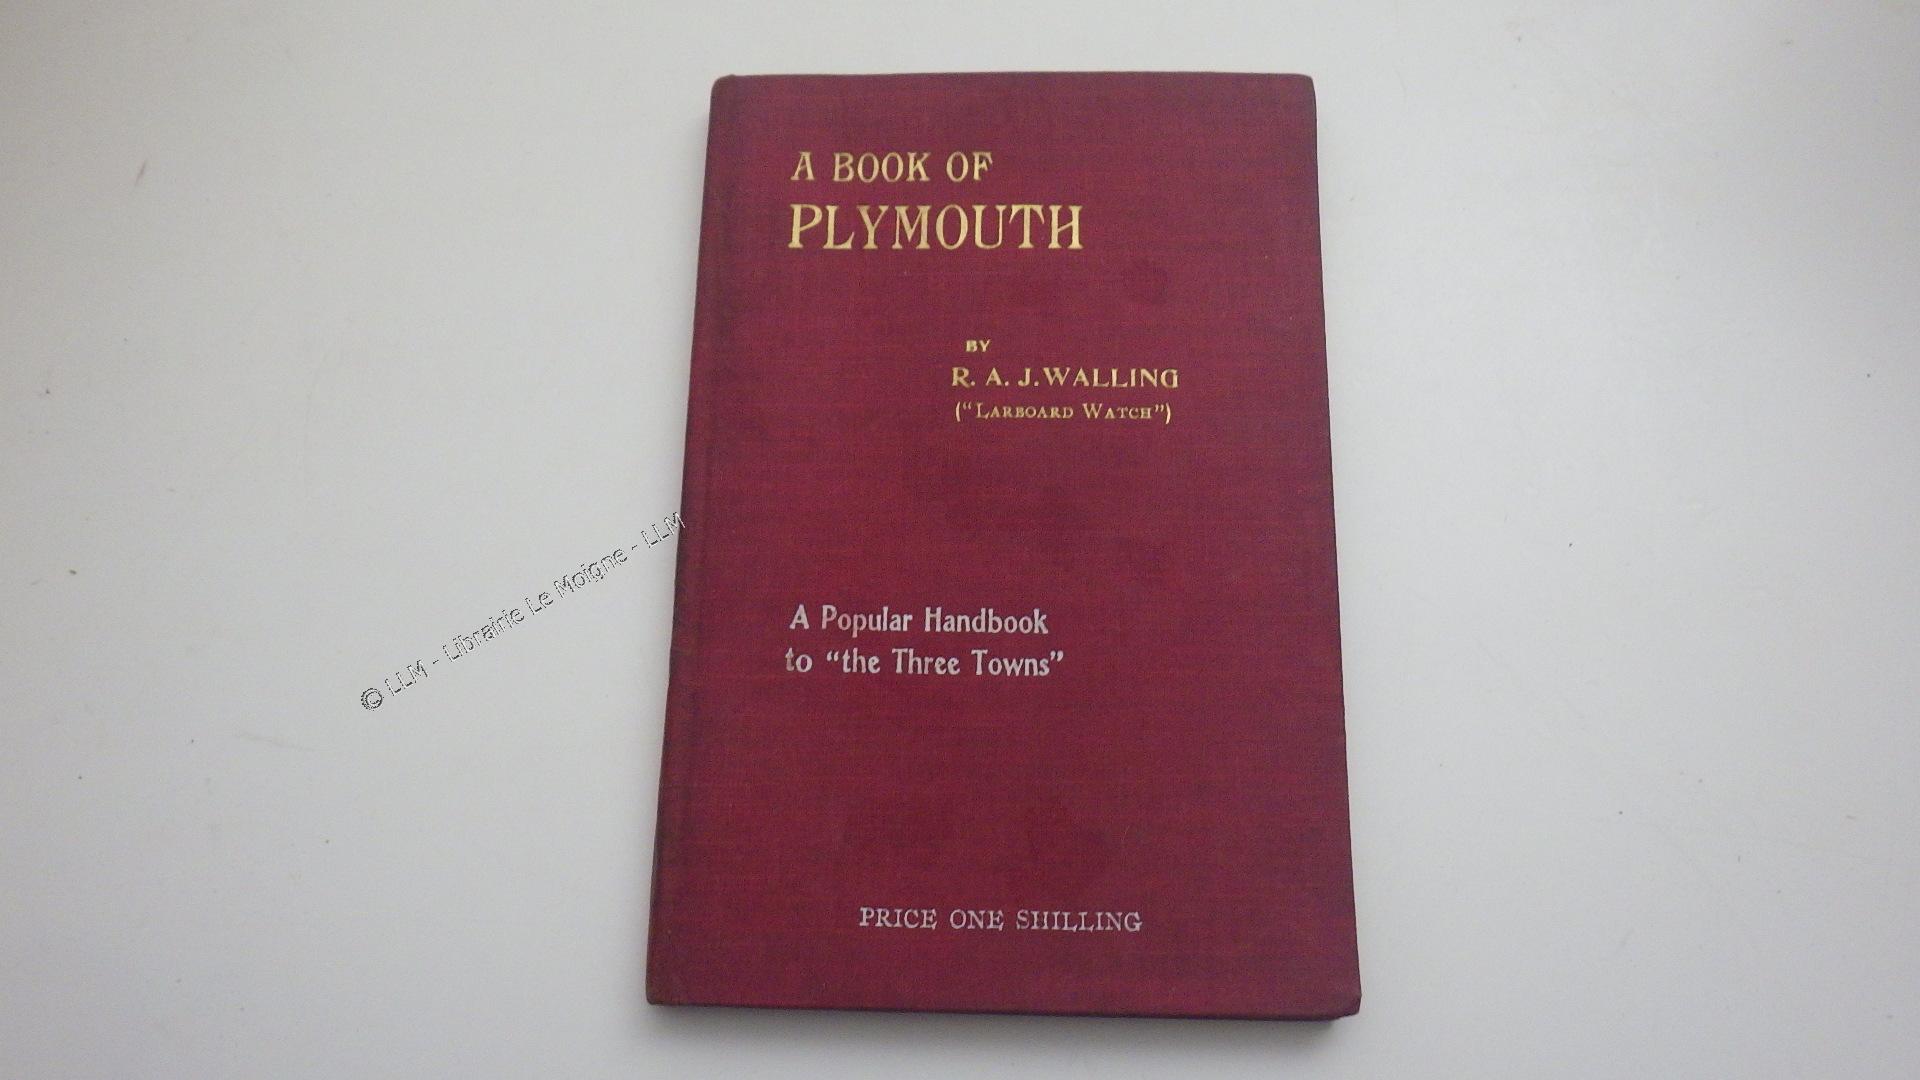 A BOOK OF
PLYMOUTH
BY
R. A. J. WALLING
("LARBOARD WATCH")
© LLM - Librairie Le Moigne - LLM
A Popular Handbook
to "the Three Towns"
PRICE ONE SHILLING